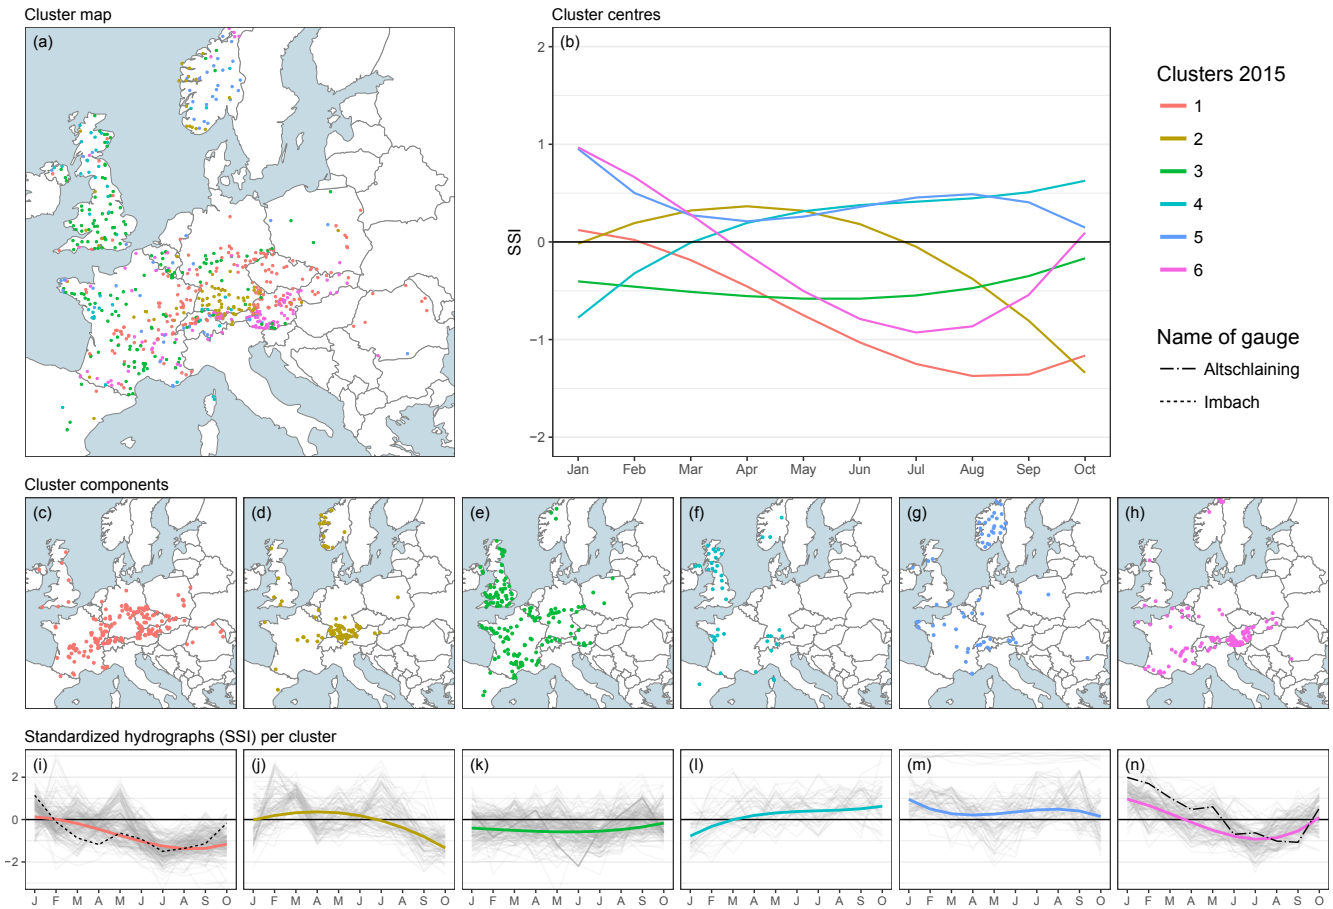 Cluster map
Cluster centres
(a)
(b)
2
1
0
−1
−2
SSI
Jan Feb Mar Apr May Jun Jul Aug Sep Oct
Clusters 2015
1
2
3
4
5
6
Name of gauge
Altschlaining
Imbach
Cluster components
(c) (d) (e) (f) (g) (h)
Standardized hydrographs (SSI) per cluster
(i) (j) (k) (l) (m) (n)
2
0
−2
J F M A M J J A S O J F M A M J J A S O J F M A M J J A S O J F M A M J J A S O J F M A M J J A S O J F M A M J J A S O